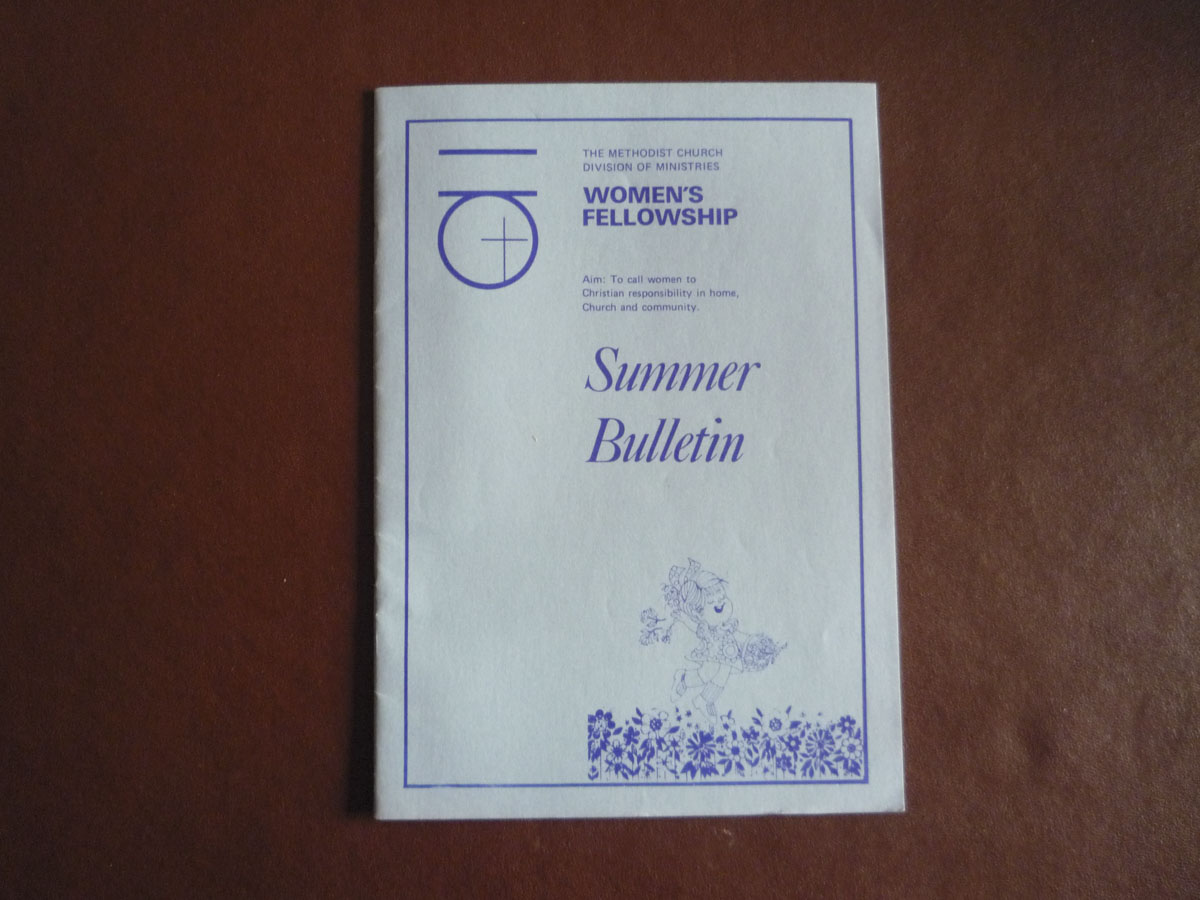 THE METHODIST CHURCH
DIVISION OF MINISTRIES
WOMEN'S
FELLOWSHIP
Aim: To call women to
Christian responsibility in home,
Church and community.
Summer
Bulletin